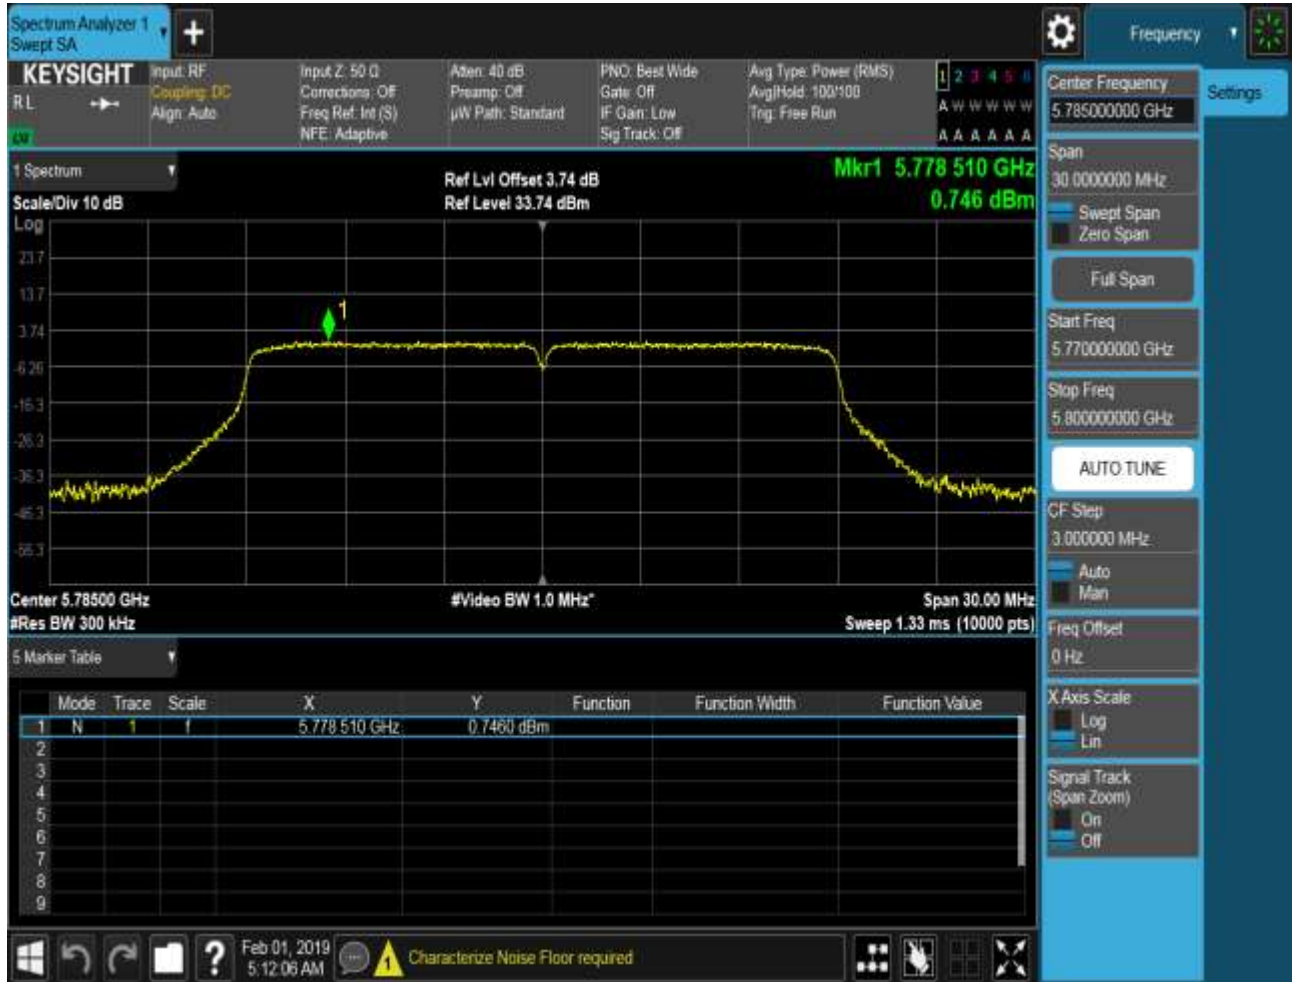 Spectrum Analyzer 1
Swept SA
+
Frequency
KEYSIGHT
R L
Input: RF
Coupling: DC
Align: Auto
Input Z: 50 Ω
Corrections: Off
Freq Ref: Int (S)
NFE: Adaptive
Atten: 40 dB
Preamp: Off
µW Path: Standard
PNO: Best Wide
Gate: Off
IF Gain: Low
Sig Track: Off
Avg Type: Power (RMS)
Avg|Hold: 100/100
Trig: Free Run
1 2 3 4 5 6
A W W W W W
A A A A A A
1 Spectrum
Scale/Div 10 dB
Ref Lvl Offset 3.74 dB
Ref Level 33.74 dBm
Mkr1 5.778 510 GHz
0.746 dBm
Log
23.7
13.7
3.74
-6.26
-16.3
-26.3
-36.3
-46.3
-56.3
1
Center 5.78500 GHz
#Res BW 300 kHz
#Video BW 1.0 MHz*
Span 30.00 MHz
Sweep 1.33 ms (10000 pts)
5 Marker Table
Mode Trace Scale X Y Function Function Width Function Value
1 N 1 f 5.778 510 GHz 0.7460 dBm
2
3
4
5
6
7
8
9
Feb 01, 2019
5:12:06 AM
?
1
Characterize Noise Floor required
Settings
Center Frequency
5.785000000 GHz
Span
30.0000000 MHz
Swept Span
Zero Span
Full Span
Start Freq
5.770000000 GHz
Stop Freq
5.800000000 GHz
AUTO TUNE
CF Step
3.000000 MHz
Auto
Man
Freq Offset
0 Hz
X Axis Scale
Log
Lin
Signal Track
(Span Zoom)
On
Off